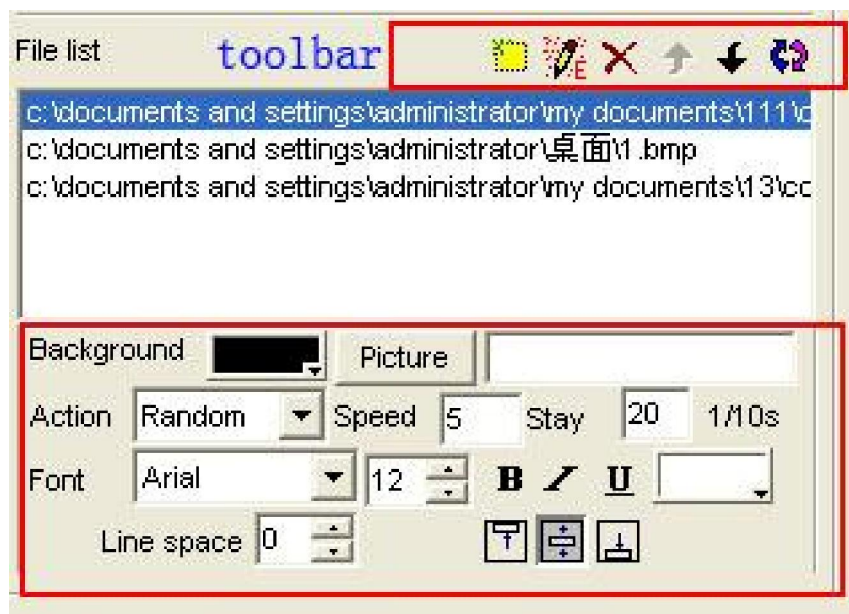 File list toolbar E
c:\documents and settings\administrator\my documents\111\c
c:\documents and settings\administrator\桌面\1.bmp
c:\documents and settings\administrator\my documents\13\cc
Background Picture
Action Random Speed 5 Stay 20 1/10s
Font Arial 12 B I U
Line space 0